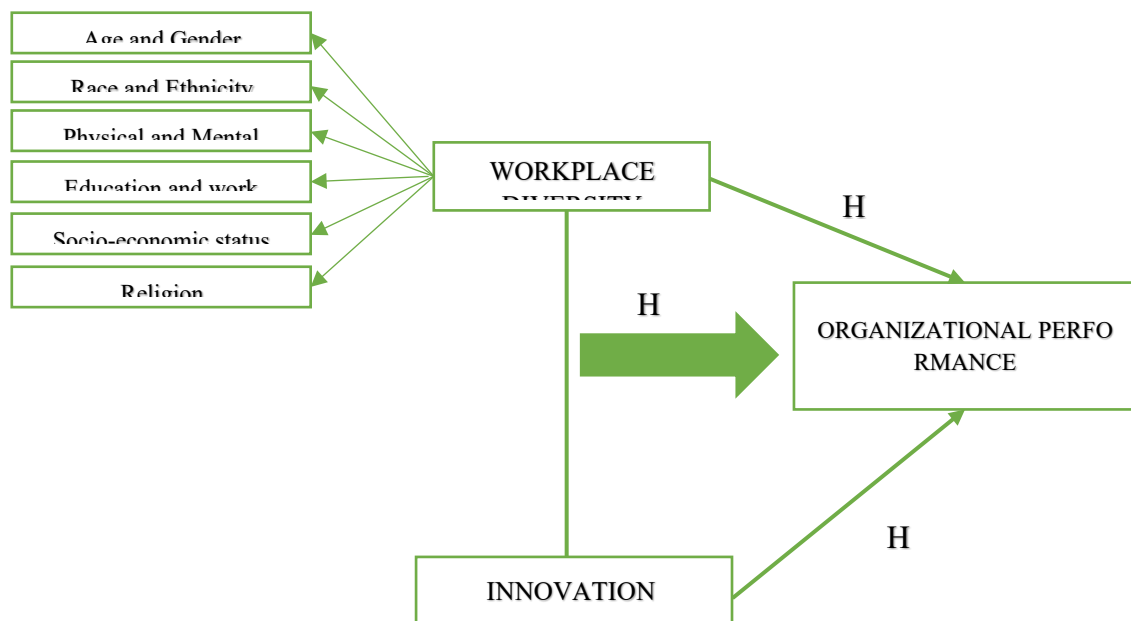 Age and Gender
Race and Ethnicity
Physical and Mental
Education and work
Socio-economic status
Religion
WORKPLACE
DIVERSITY
H
H
ORGANIZATIONAL PERFO
RMANCE
H
INNOVATION